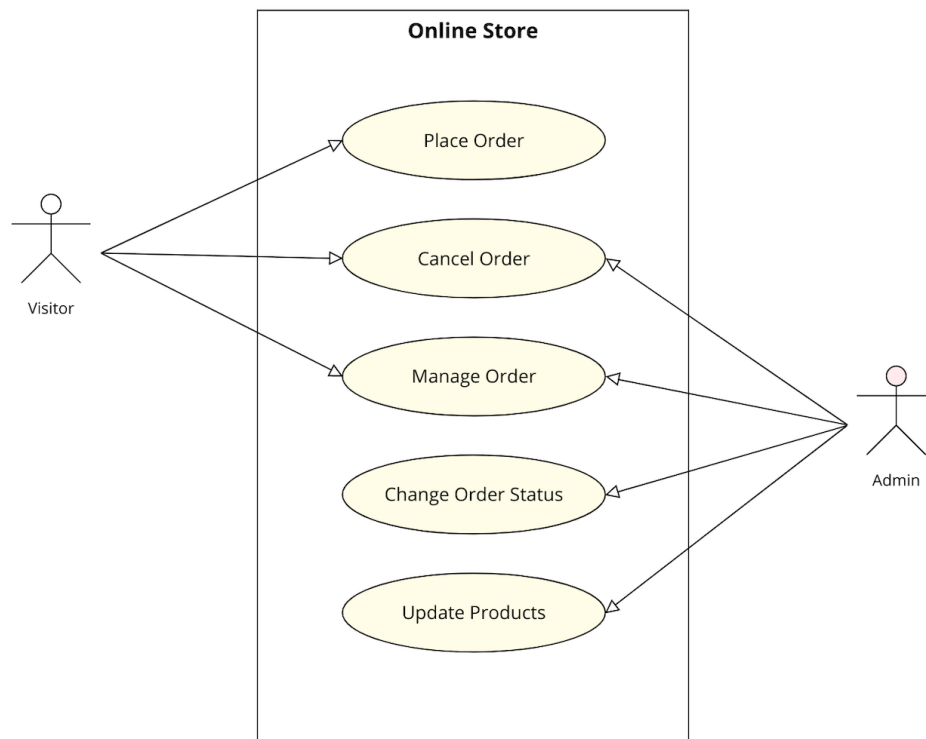 Online Store
Place Order
Cancel Order
Visitor
Manage Order
Admin
Change Order Status
Update Products